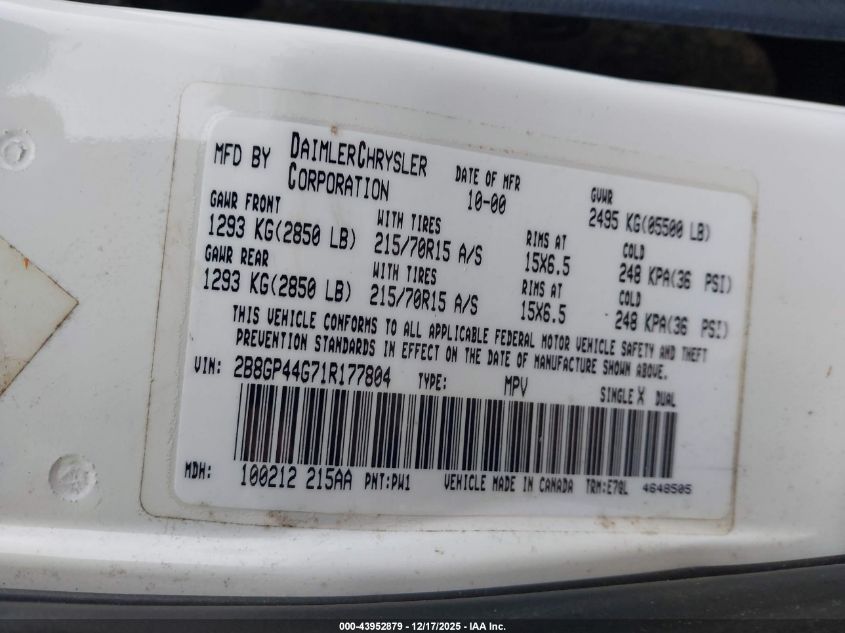 MFD BY DAIMLERCHRYSLER CORPORATION DATE OF MFR 10-00 GVWR 2495 KG(05500 LB)
GAWR FRONT WITH TIRES RIMS AT COLD
1293 KG(2850 LB) 215/70R15 A/S 15X6.5 248 KPA(36 PSI)
GAWR REAR WITH TIRES RIMS AT COLD
1293 KG(2850 LB) 215/70R15 A/S 15X6.5 248 KPA(36 PSI)
THIS VEHICLE CONFORMS TO ALL APPLICABLE FEDERAL MOTOR VEHICLE SAFETY AND THEFT
PREVENTION STANDARDS IN EFFECT ON THE DATE OF MANUFACTURE SHOWN ABOVE.
VIN: 2B8GP44G71R177804 TYPE: MPV SINGLE X DUAL
MDH: 100212 215AA PNT:PW1 VEHICLE MADE IN CANADA TRM:E78L 4648505
000-43952879 - 12/17/2025 - IAA Inc.